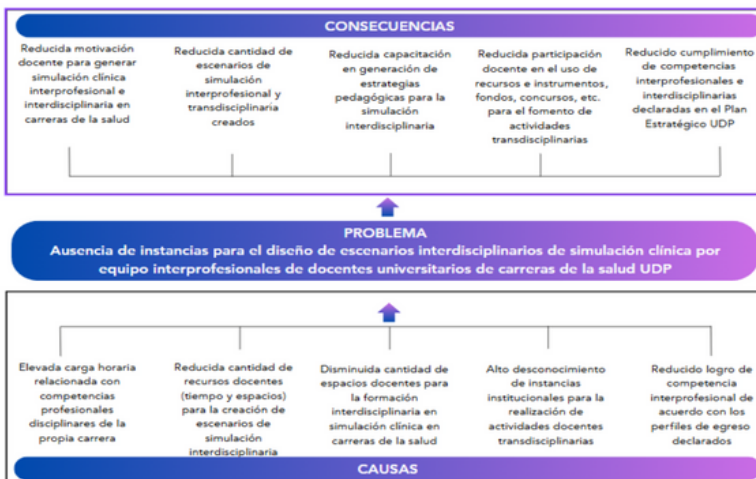 CONSECUENCIAS
Reducida motivación
docente para generar
simulación clínica
interprofesional e
interdisciplinaria en
carreras de la salud
Reducida cantidad de
escenarios de
simulación
interprofesional y
transdisciplinaria
creados
Reducida capacitación
en generación de
estrategias
pedagógicas para la
simulación
interdisciplinaria
Reducida participación
docente en el uso de
recursos e instrumentos,
fondos, concursos, etc.
para el fomento de
actividades
transdisciplinarias
Reducido cumplimiento
de competencias
interprofesionales e
interdisciplinarias
declaradas en el Plan
Estratégico UDP
PROBLEMA
Ausencia de instancias para el diseño de escenarios interdisciplinarios de simulación clínica por
equipo interprofesionales de docentes universitarios de carreras de la salud UDP
Elevada carga horaria
relacionada con
competencias
profesionales
disciplinares de la
propia carrera
Reducida cantidad de
recursos docentes
(tiempo y espacios)
para la creación de
escenarios de
simulación
interdisciplinaria
Disminuida cantidad de
espacios docentes para
la formación
interdisciplinaria en
simulación clínica en
carreras de la salud
Alto desconocimiento
de instancias
institucionales para la
realización de
actividades docentes
transdisciplinarias
Reducido logro de
competencia
interprofesional de
acuerdo con los
perfiles de egreso
declarados
CAUSAS